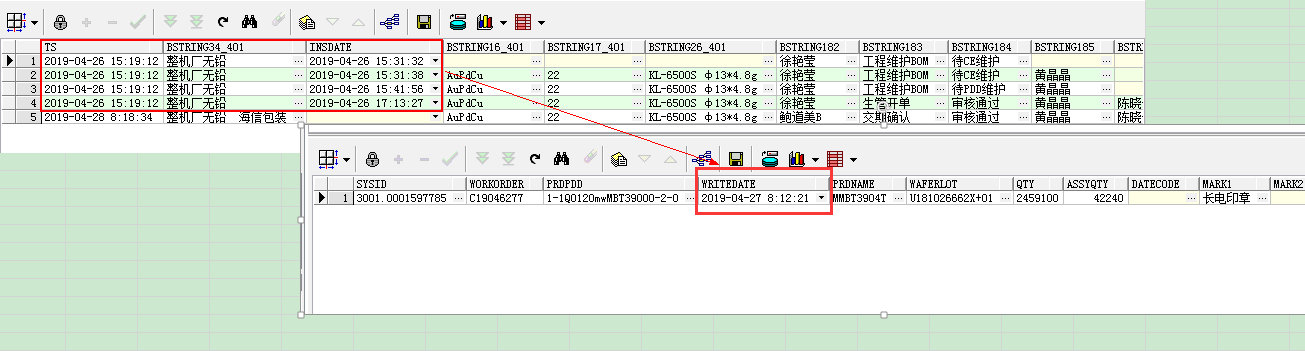 TS BSTRING34_401 INSDATE BSTRING16_401 BSTRING17_401 BSTRING26_401 BSTRING182 BSTRING183 BSTRING184 BSTRING185 BSTR
1 2019-04-26 15:19:12 整机厂无铅 ... 2019-04-26 15:31:32 ... ... ... 徐艳莹 ... 工程维护BOM ... 待CE维护 ... ...
2 2019-04-26 15:19:12 整机厂无铅 ... 2019-04-26 15:31:38 AuPdCu ... 22 ... KL-6500S φ13*4.8g ... 徐艳莹 ... 工程维护BOM ... 待CE维护 ... 黄晶晶 ...
3 2019-04-26 15:19:12 整机厂无铅 ... 2019-04-26 15:41:56 AuPdCu ... 22 ... KL-6500S φ13*4.8g ... 徐艳莹 ... 工程维护BOM ... 待PDD维护 ... 黄晶晶 ...
4 2019-04-26 15:19:12 整机厂无铅 ... 2019-04-26 17:13:27 AuPdCu ... 22 ... KL-6500S φ13*4.8g ... 徐艳莹 ... 生管开单 ... 审核通过 ... 黄晶晶 ... 陈晓
5 2019-04-28 8:18:34 整机厂无铅 海信包装 ... AuPdCu ... 22 ... KL-6500S φ13*4.8g ... 鲍道美B ... 交期确认 ... 审核通过 ... 黄晶晶 ... 陈晓
SYSID WORKORDER PRDPDD WRITEDATE PRDNAME WAFERLOT QTY ASSYQTY DATECODE MARK1 MARK2
1 3001.0001597785 ... C19046277 ... 1-1Q0120mwMBT39000-2-0 ... 2019-04-27 8:12:21 MMBT3904T ... U181026662X+01 ... 2459100 42240 ... 长电印章 ...